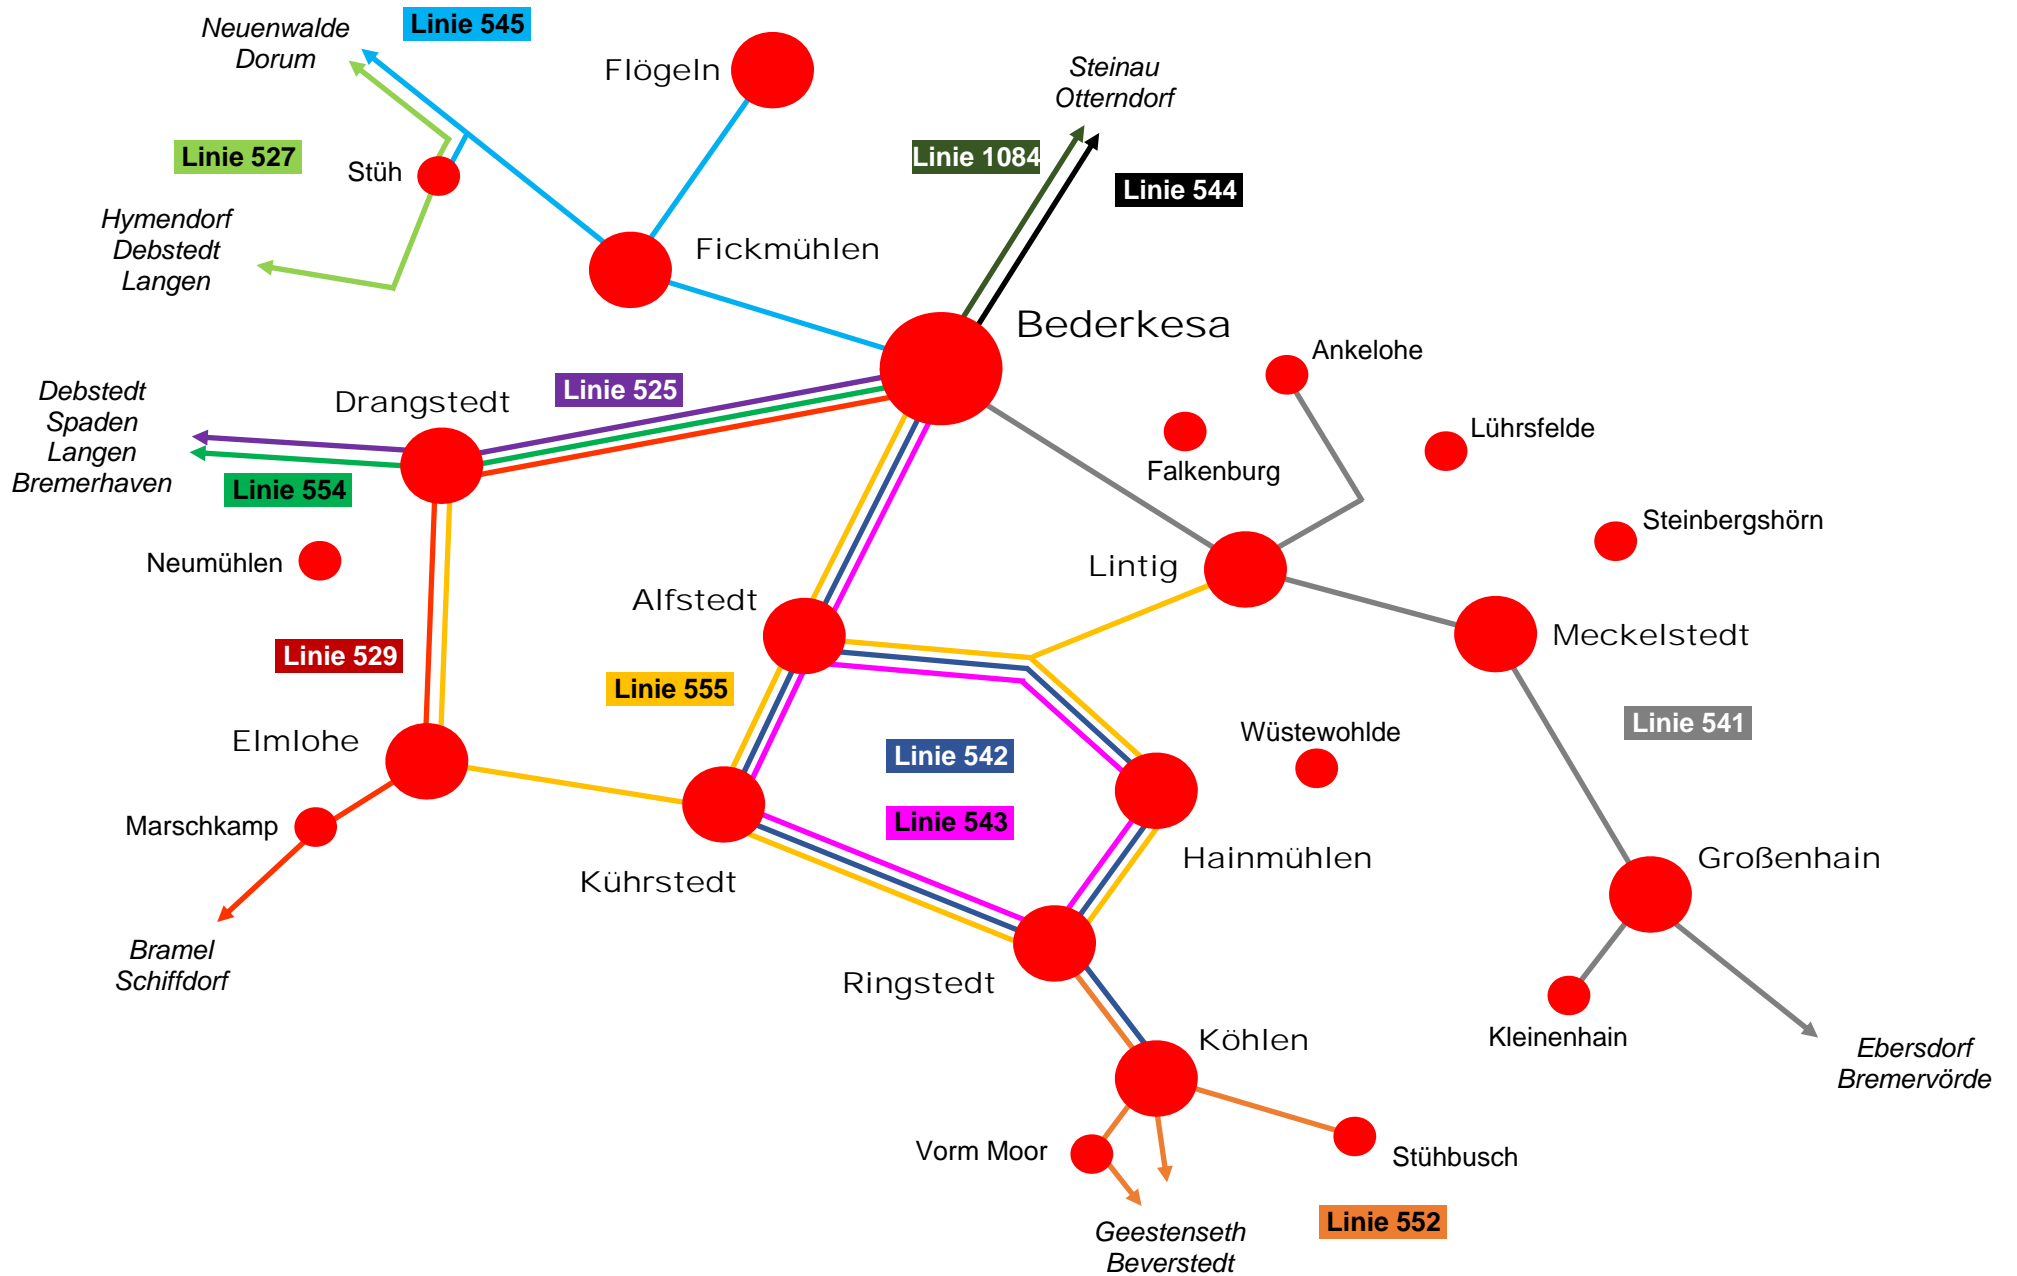 Neuenwalde
Dorum
Linie 545
Flögeln
Steinau
Otterndorf
Linie 527
Stüh
Linie 1084
Linie 544
Hymendorf
Debstedt
Langen
Fickmühlen
Bederkesa
Ankelohe
Debstedt
Spaden
Langen
Bremerhaven
Drangstedt
Linie 525
Falkenburg
Lührsfelde
Linie 554
Steinbergshörn
Neumühlen
Lintig
Alfstedt
Meckelstedt
Linie 529
Linie 555
Linie 541
Elmlohe
Wüstewohlde
Linie 542
Marschkamp
Linie 543
Kührstedt
Hainmühlen
Großenhain
Bramel
Schiffdorf
Ringstedt
Köhlen
Kleinenhain
Ebersdorf
Bremervörde
Vorm Moor
Stühbusch
Geestenseth
Beverstedt
Linie 552